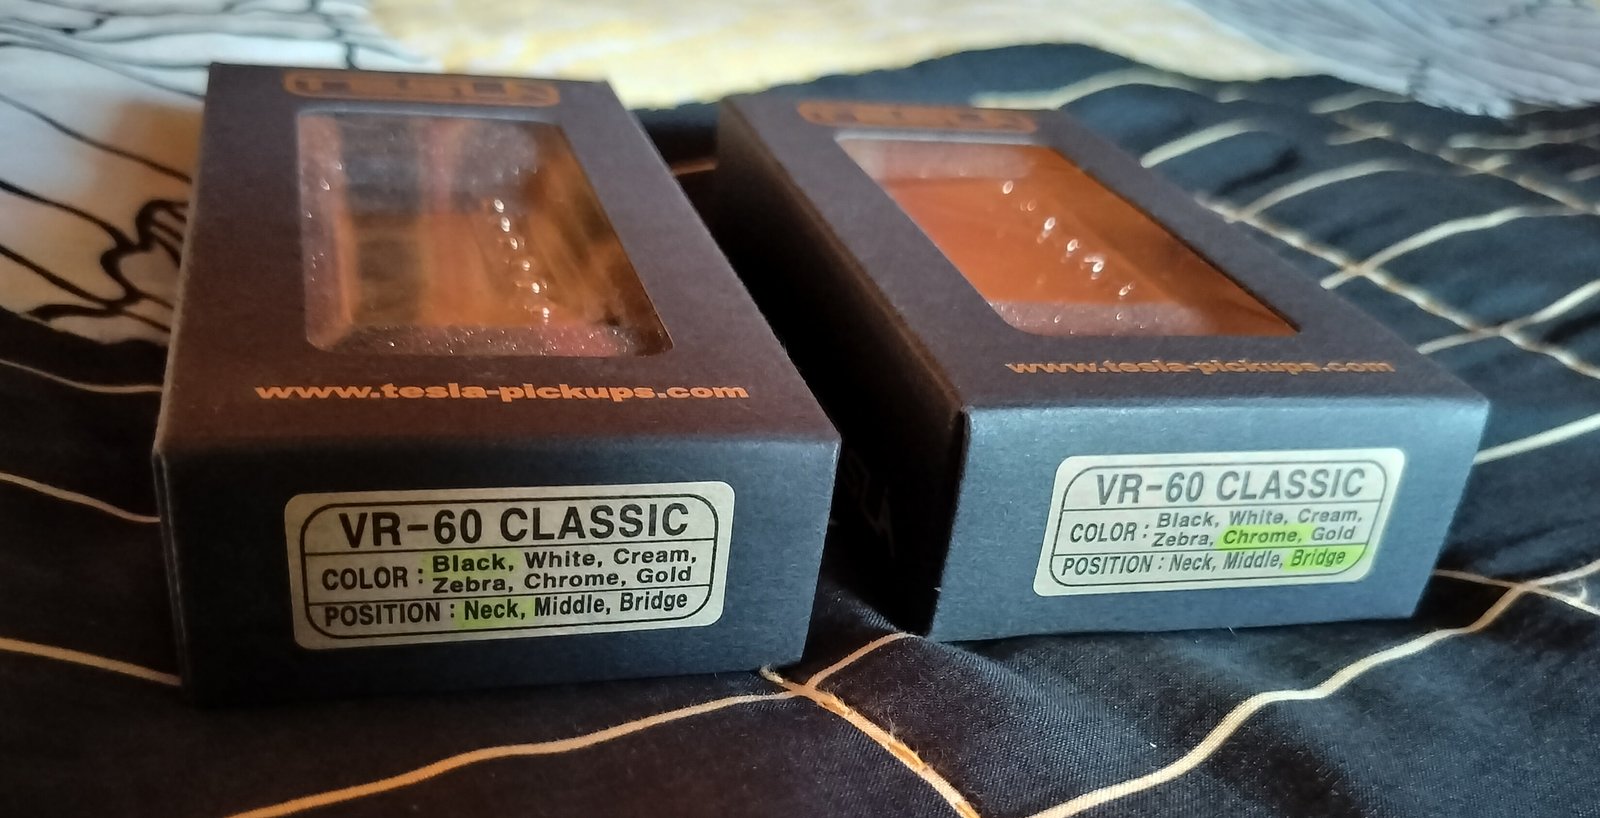 TESLA
www.tesla-pickups.com
VR-60 CLASSIC
COLOR : Black, White, Cream,
Zebra, Chrome, Gold
POSITION : Neck, Middle, Bridge
TESLA
www.tesla-pickups.com
VR-60 CLASSIC
COLOR : Black, White, Cream,
Zebra, Chrome, Gold
POSITION : Neck, Middle, Bridge